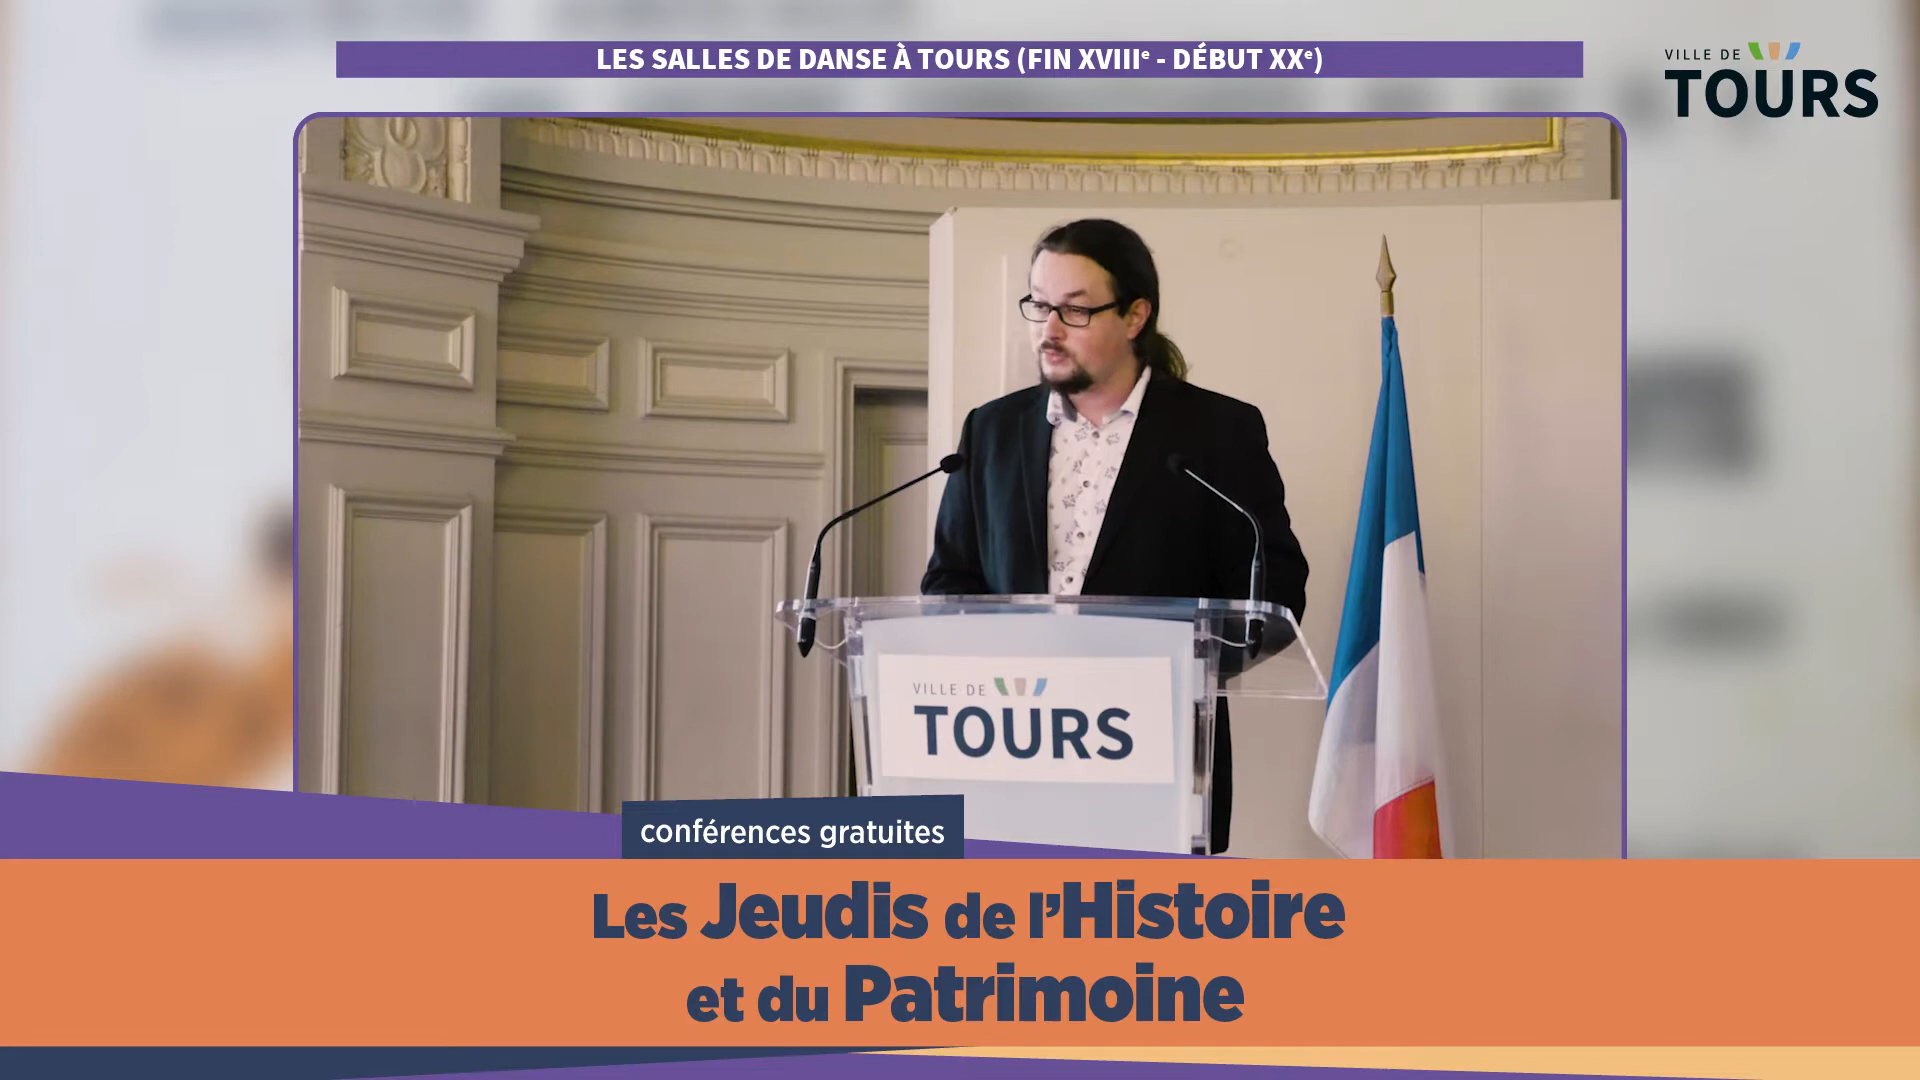 LES SALLES DE DANSE À TOURS (FIN XVIIIᵉ - DÉBUT XXᵉ)
VILLE DE
TOURS
VILLE DE
TOURS
conférences gratuites
Les Jeudis de l’Histoire
et du Patrimoine